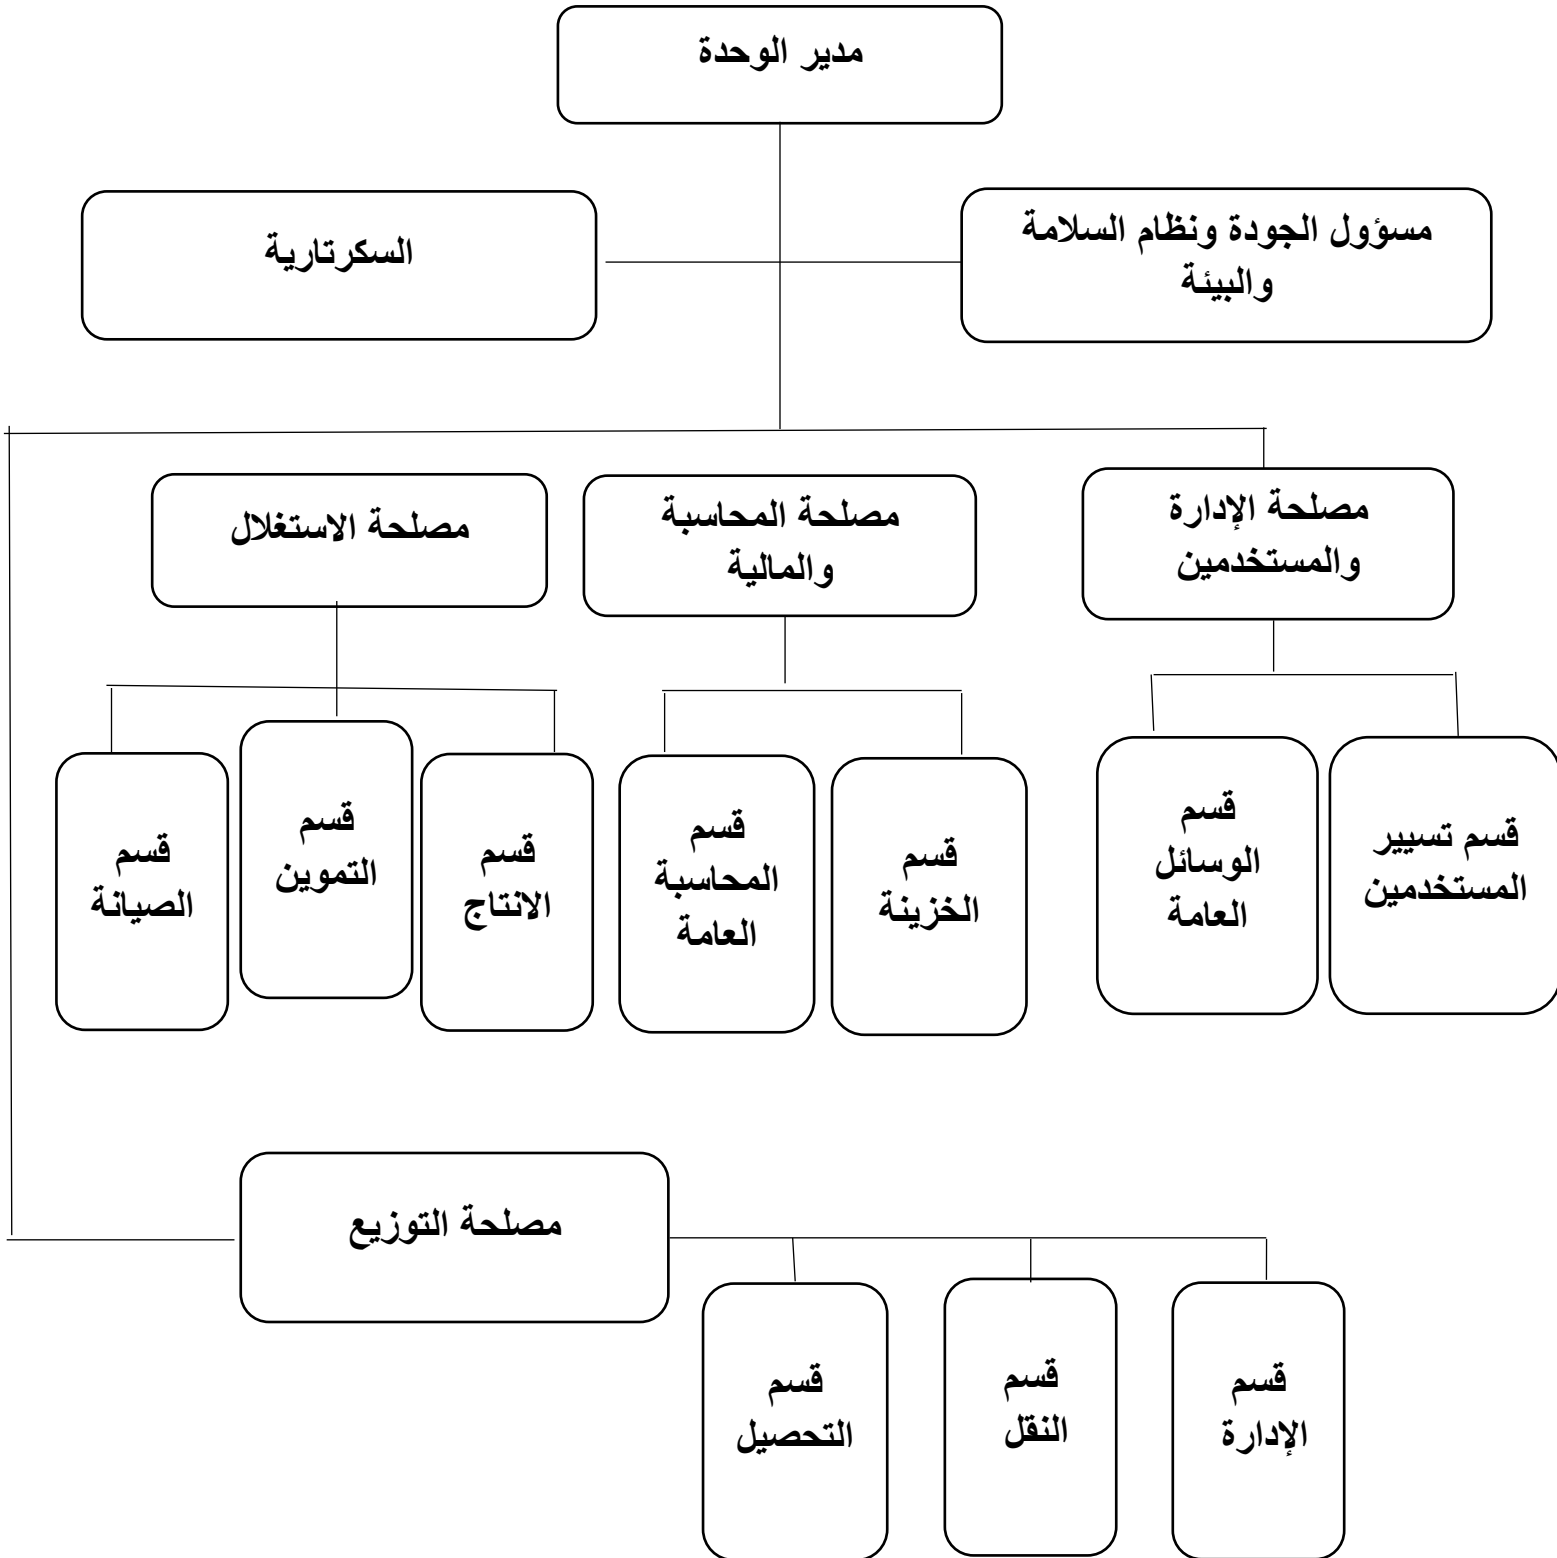 مدير الوحدة
مسؤول الجودة ونظام السلامة
والبيئة
السكرتارية
مصلحة الإدارة
والمستخدمين
مصلحة المحاسبة
والمالية
مصلحة الاستغلال
قسم تسيير
المستخدمين
قسم
الوسائل
العامة
قسم
الخزينة
قسم
المحاسبة
العامة
قسم
الانتاج
قسم
التموين
قسم
الصيانة
مصلحة التوزيع
قسم
الإدارة
قسم
النقل
قسم
التحصيل